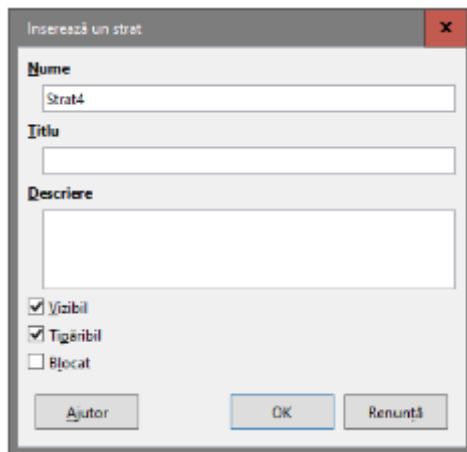 Inserează un strat
Nume
Strat4
Titlu
Descriere
Vizibil
Tipăribil
Blocat
Ajutor OK Renunță